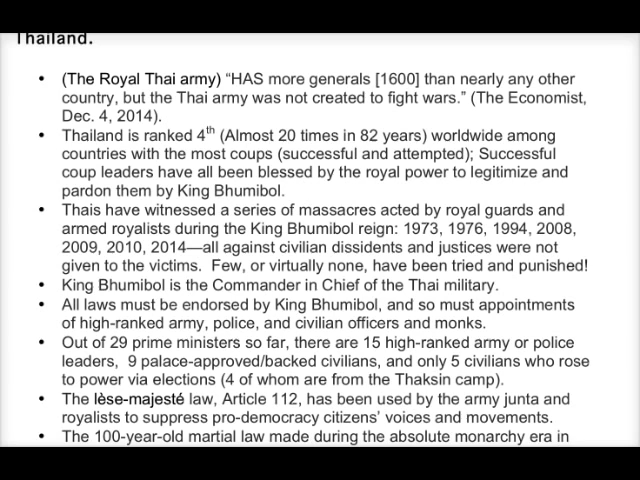 Thailand.
• (The Royal Thai army) “HAS more generals [1600] than nearly any other
country, but the Thai army was not created to fight wars.” (The Economist,
Dec. 4, 2014).
• Thailand is ranked 4th (Almost 20 times in 82 years) worldwide among
countries with the most coups (successful and attempted); Successful
coup leaders have all been blessed by the royal power to legitimize and
pardon them by King Bhumibol.
• Thais have witnessed a series of massacres acted by royal guards and
armed royalists during the King Bhumibol reign: 1973, 1976, 1994, 2008,
2009, 2010, 2014—all against civilian dissidents and justices were not
given to the victims.  Few, or virtually none, have been tried and punished!
• King Bhumibol is the Commander in Chief of the Thai military.
• All laws must be endorsed by King Bhumibol, and so must appointments
of high-ranked army, police, and civilian officers and monks.
• Out of 29 prime ministers so far, there are 15 high-ranked army or police
leaders,  9 palace-approved/backed civilians, and only 5 civilians who rose
to power via elections (4 of whom are from the Thaksin camp).
• The lèse-majesté law, Article 112, has been used by the army junta and
royalists to suppress pro-democracy citizens’ voices and movements.
• The 100-year-old martial law made during the absolute monarchy era in